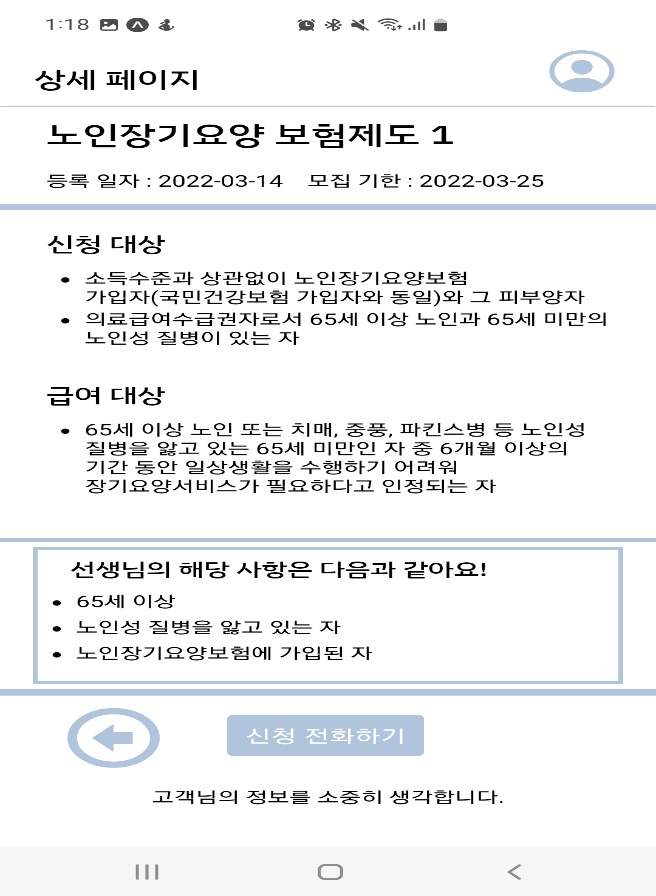 1:18
상세 페이지
노인장기요양 보험제도 1
등록 일자 : 2022-03-14 모집 기한 : 2022-03-25
신청 대상
• 소득수준과 상관없이 노인장기요양보험
가입자(국민건강보험 가입자와 동일)와 그 피부양자
• 의료급여수급권자로서 65세 이상 노인과 65세 미만의
노인성 질병이 있는 자
급여 대상
• 65세 이상 노인 또는 치매, 중풍, 파킨스병 등 노인성
질병을 앓고 있는 65세 미만인 자 중 6개월 이상의
기간 동안 일상생활을 수행하기 어려워
장기요양서비스가 필요하다고 인정되는 자
선생님의 해당 사항은 다음과 같아요!
• 65세 이상
• 노인성 질병을 앓고 있는 자
• 노인장기요양보험에 가입된 자
신청 전화하기
고객님의 정보를 소중히 생각합니다.